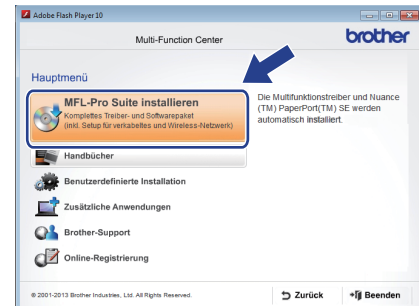 Adobe Flash Player 10
Multi-Function Center
brother
Hauptmenü
MFL-Pro Suite installieren
Komplettes Treiber- und Softwarepaket
(inkl. Setup für verkabeltes und Wireless-Netzwerk)
Die Multifunktionstreiber und Nuance
(TM) PaperPort(TM) SE werden
automatisch installiert.
Handbücher
Benutzerdefinierte Installation
Zusätzliche Anwendungen
Brother-Support
Online-Registrierung
© 2001-2013 Brother Industries, Ltd. All Rights Reserved.
Zurück
Beenden